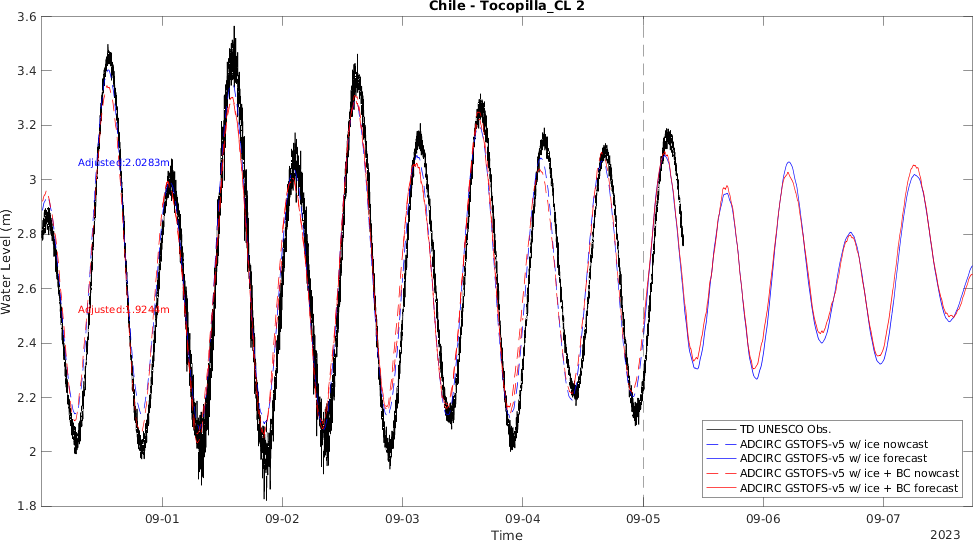 Chile - Tocopilla_CL 2
3.6
3.4
3.2
3
2.8
2.6
2.4
2.2
2
1.8
Water Level (m)
Adjusted:2.0283m
09-01
09-02
09-03
09-04
09-05
09-06
09-07
Time
2023
TD UNESCO Obs.
ADCIRC GSTOFS-v5 w/ ice nowcast
ADCIRC GSTOFS-v5 w/ ice forecast
ADCIRC GSTOFS-v5 w/ ice + BC nowcast
ADCIRC GSTOFS-v5 w/ ice + BC forecast